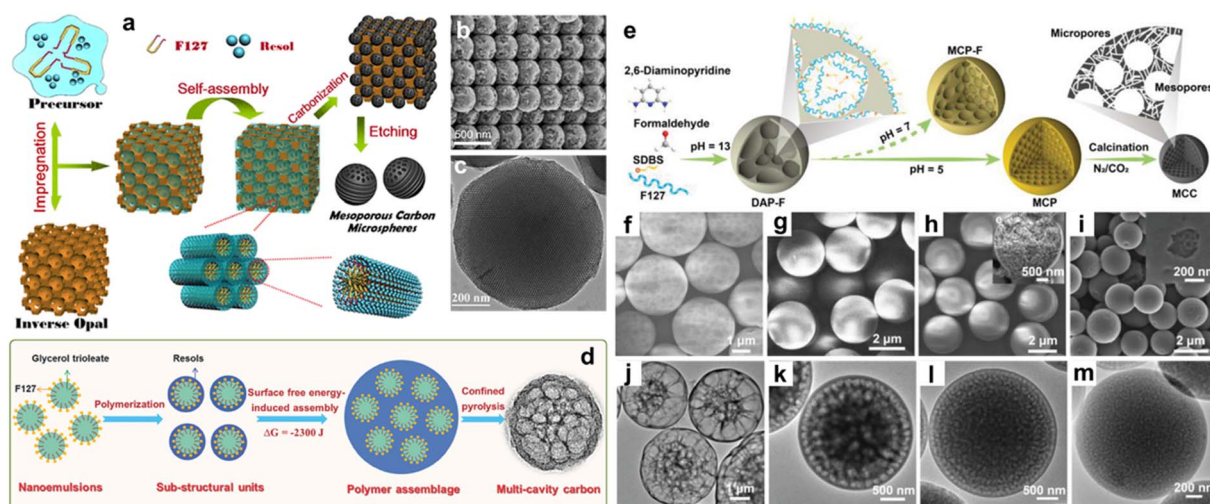 a
F127
Resol
Precursor
Impregnation
Self-assembly
Carbonization
Etching
Mesoporous Carbon
Microspheres
Inverse Opal
b
500 nm
c
200 nm
d
Glycerol trioleate
F127
Polymerization
Resols
Surface free energy-
induced assembly
ΔG = -2300 J
Confined
pyrolysis
Nanoemulsions
Sub-structural units
Polymer assemblage
Multi-cavity carbon
e
2,6-Diaminopyridine
Formaldehyde
SDBS
F127
pH = 13
DAP-F
MCP-F
pH = 7
pH = 5
MCP
Micropores
Mesopores
Calcination
N₂/CO₂
MCC
f
1 μm
g
2 μm
h
500 nm
2 μm
i
200 nm
2 μm
j
1 μm
k
500 nm
l
500 nm
m
200 nm